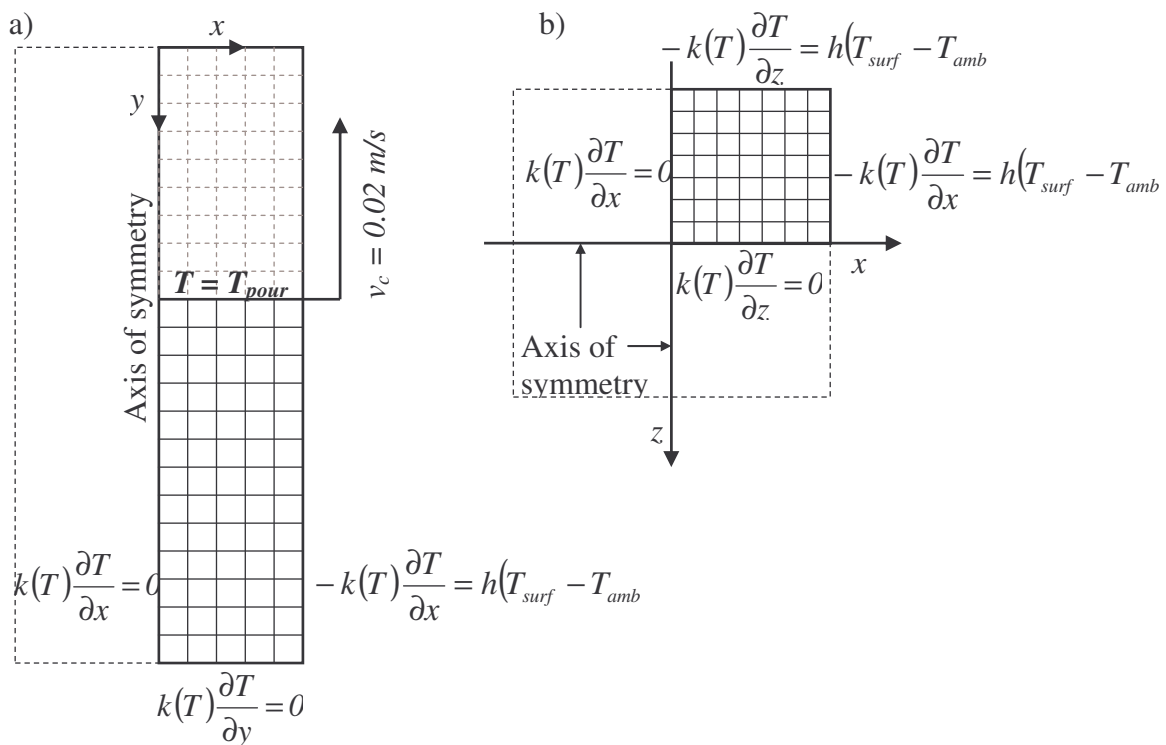 a)
x
y
Axis of symmetry
v_c = 0.02 m/s
T = T_pour
k(T) ∂T/∂x = 0
− k(T) ∂T/∂x = h(T_surf − T_amb
k(T) ∂T/∂y = 0
b)
− k(T) ∂T/∂z = h(T_surf − T_amb
k(T) ∂T/∂x = 0
− k(T) ∂T/∂x = h(T_surf − T_amb
x
k(T) ∂T/∂z = 0
Axis of
symmetry
z